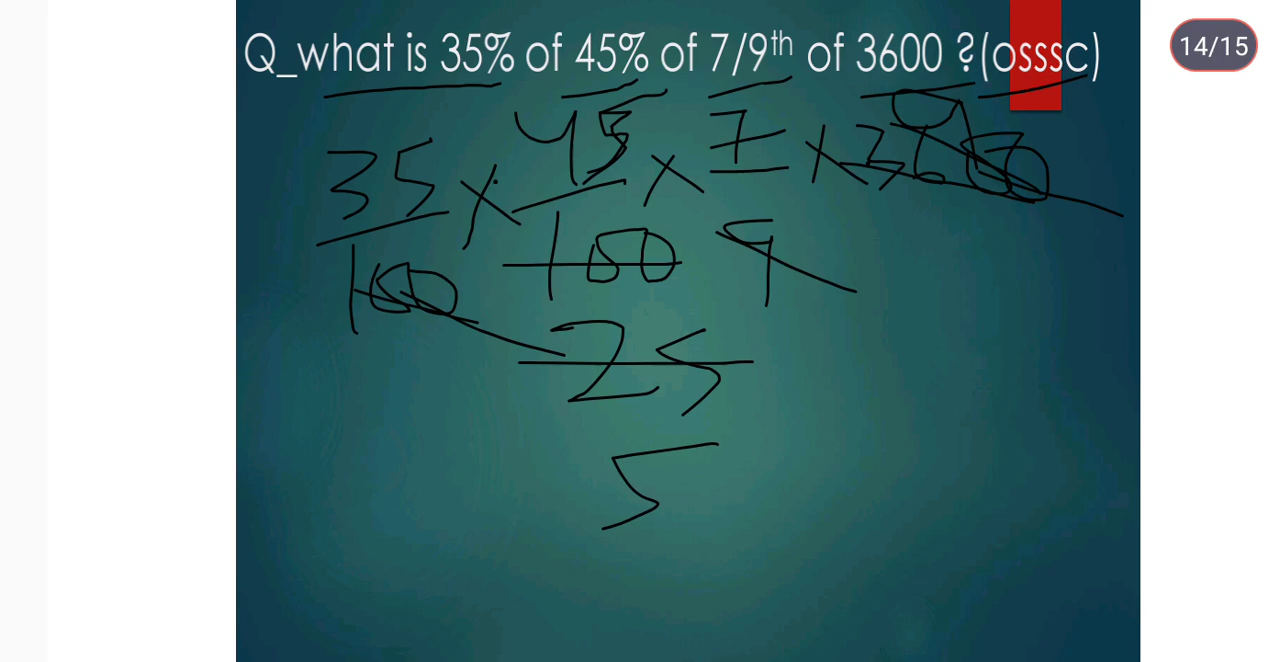 Q_what is 35% of 45% of 7/9th of 3600 ?(osssc)
14/15
35 × 45 × 7 × 3600
100 100 9
25
5